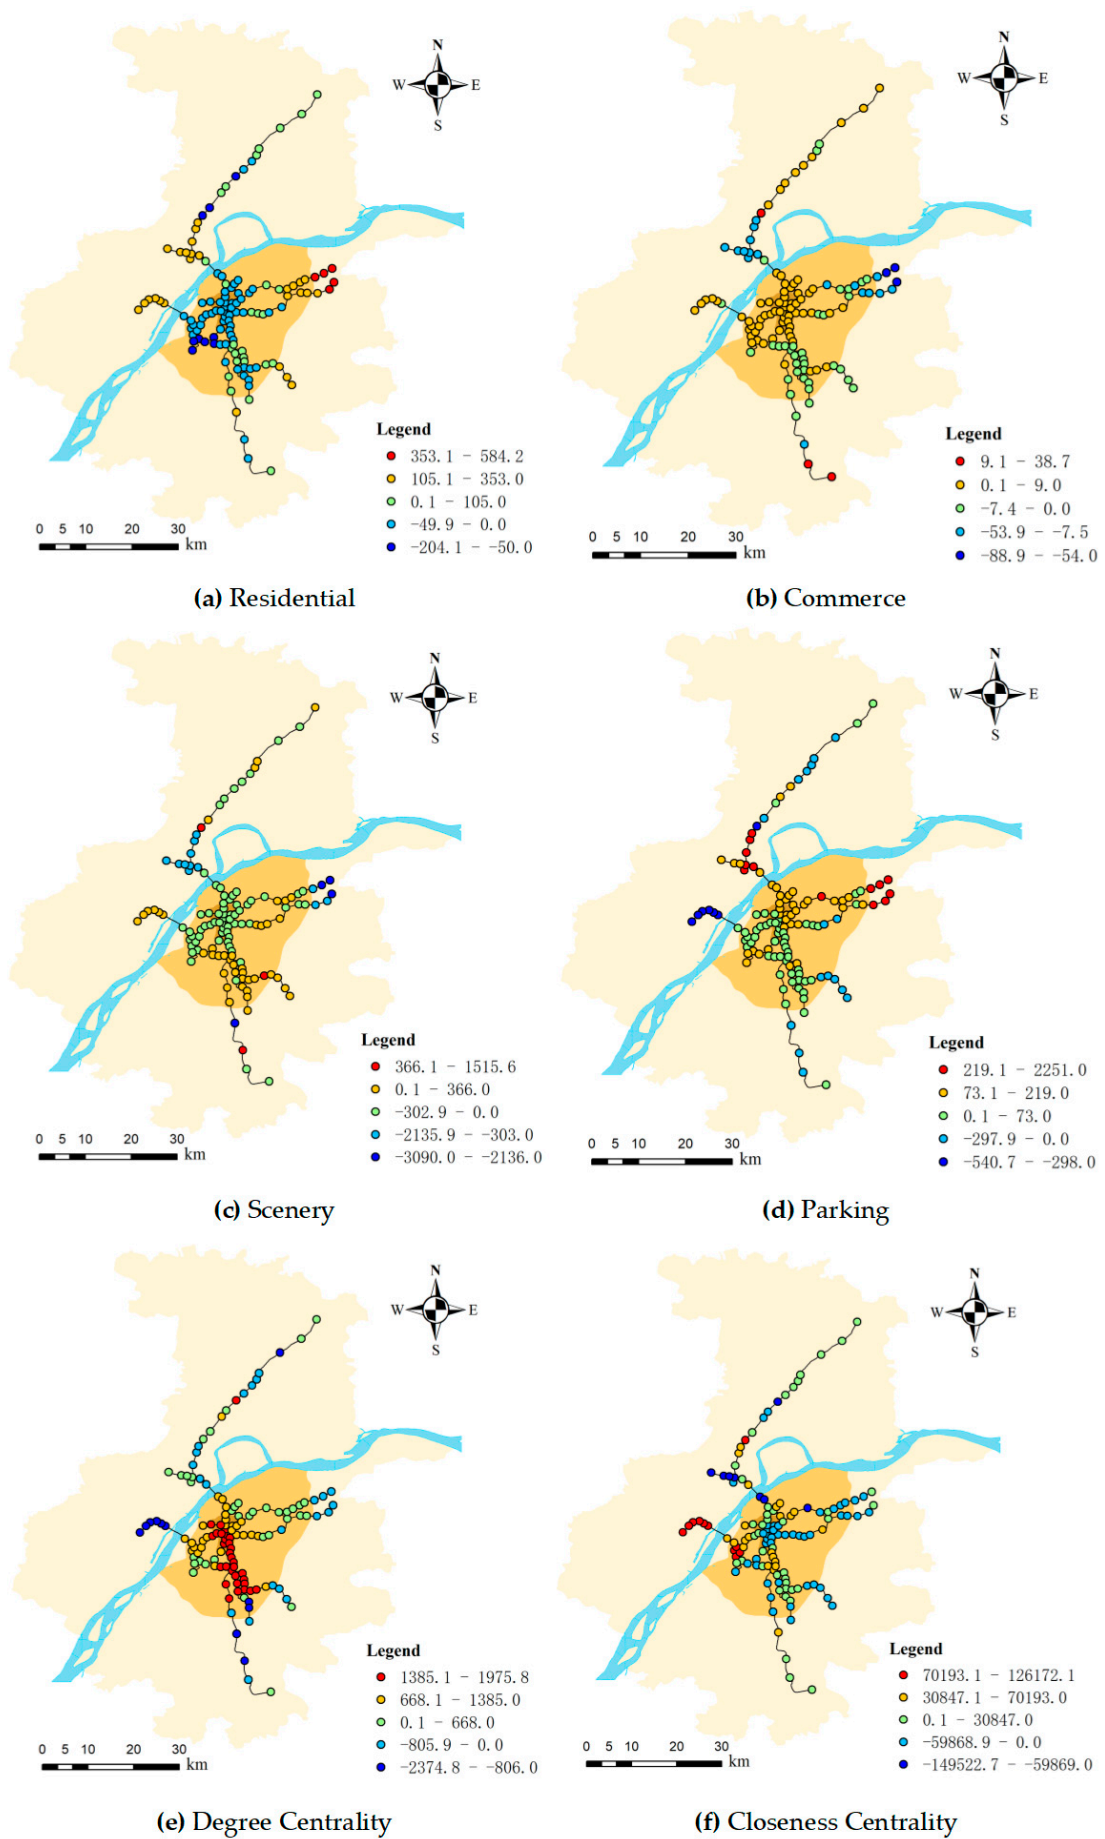 N
W E
S
Legend
353.1 - 584.2
105.1 - 353.0
0.1 - 105.0
-49.9 - 0.0
-204.1 - -50.0
0 5 10 20 30
km
(a) Residential
N
W E
S
Legend
9.1 - 38.7
0.1 - 9.0
-7.4 - 0.0
-53.9 - -7.5
-88.9 - -54.0
0 5 10 20 30
km
(b) Commerce
N
W E
S
Legend
366.1 - 1515.6
0.1 - 366.0
-302.9 - 0.0
-2135.9 - -303.0
-3090.0 - -2136.0
0 5 10 20 30
km
(c) Scenery
N
W E
S
Legend
219.1 - 2251.0
73.1 - 219.0
0.1 - 73.0
-297.9 - 0.0
-540.7 - -298.0
0 5 10 20 30
km
(d) Parking
N
W E
S
Legend
1385.1 - 1975.8
668.1 - 1385.0
0.1 - 668.0
-805.9 - 0.0
-2374.8 - -806.0
0 5 10 20 30
km
(e) Degree Centrality
N
W E
S
Legend
70193.1 - 126172.1
30847.1 - 70193.0
0.1 - 30847.0
-59868.9 - 0.0
-149522.7 - -59869.0
0 5 10 20 30
km
(f) Closeness Centrality